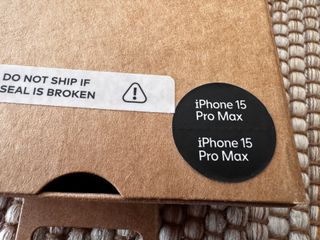 DO NOT SHIP IF
SEAL IS BROKEN
iPhone 15
Pro Max
iPhone 15
Pro Max